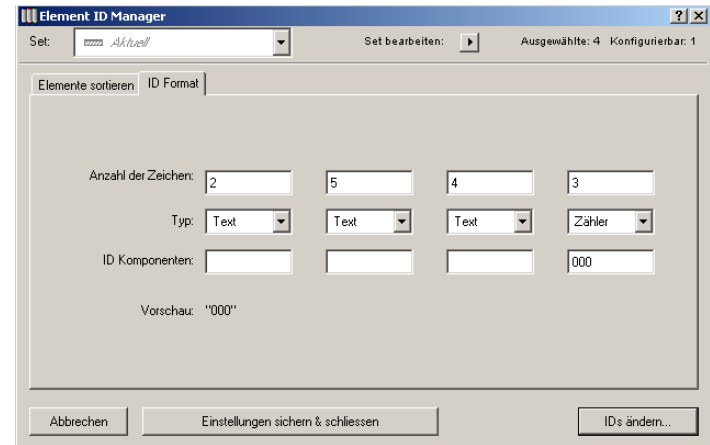 Element ID Manager
Set: Aktuell Set bearbeiten: Ausgewählte: 4 Konfigurierbar: 1
Elemente sortieren ID Format
Anzahl der Zeichen: 2 5 4 3
Typ: Text Text Text Zähler
ID Komponenten: 000
Vorschau: "000"
Abbrechen Einstellungen sichern & schliessen IDs ändern...